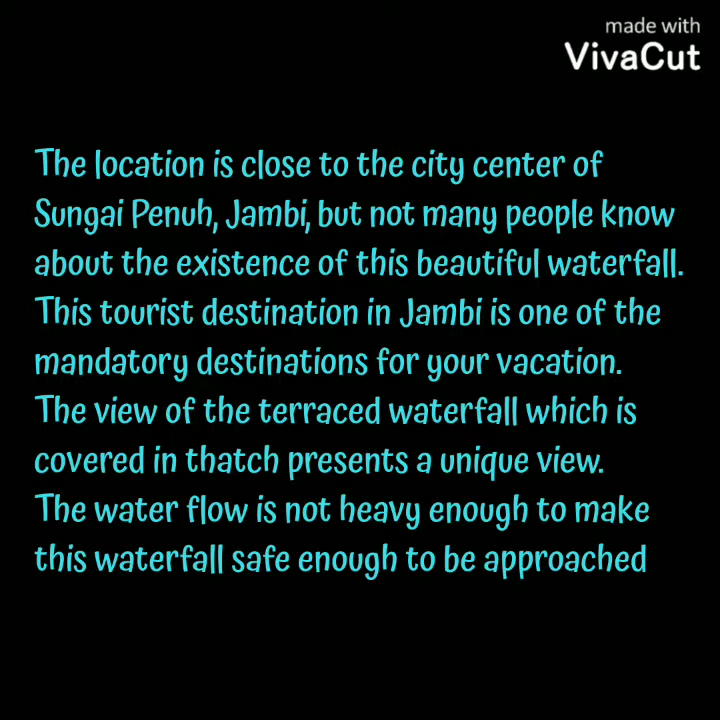 made with
VivaCut
The location is close to the city center of
Sungai Penuh, Jambi, but not many people know
about the existence of this beautiful waterfall.
This tourist destination in Jambi is one of the
mandatory destinations for your vacation.
The view of the terraced waterfall which is
covered in thatch presents a unique view.
The water flow is not heavy enough to make
this waterfall safe enough to be approached